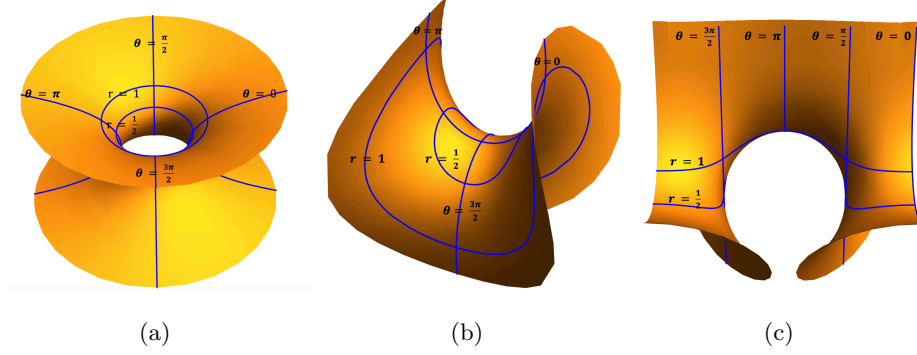 θ = π/2
θ = π
r = 1
θ = 0
r = 1/2
θ = 3π/2
θ = π
θ = 0
r = 1
r = 1/2
θ = 3π/2
θ = 3π/2
θ = π
θ = π/2
θ = 0
r = 1
r = 1/2
(a)
(b)
(c)